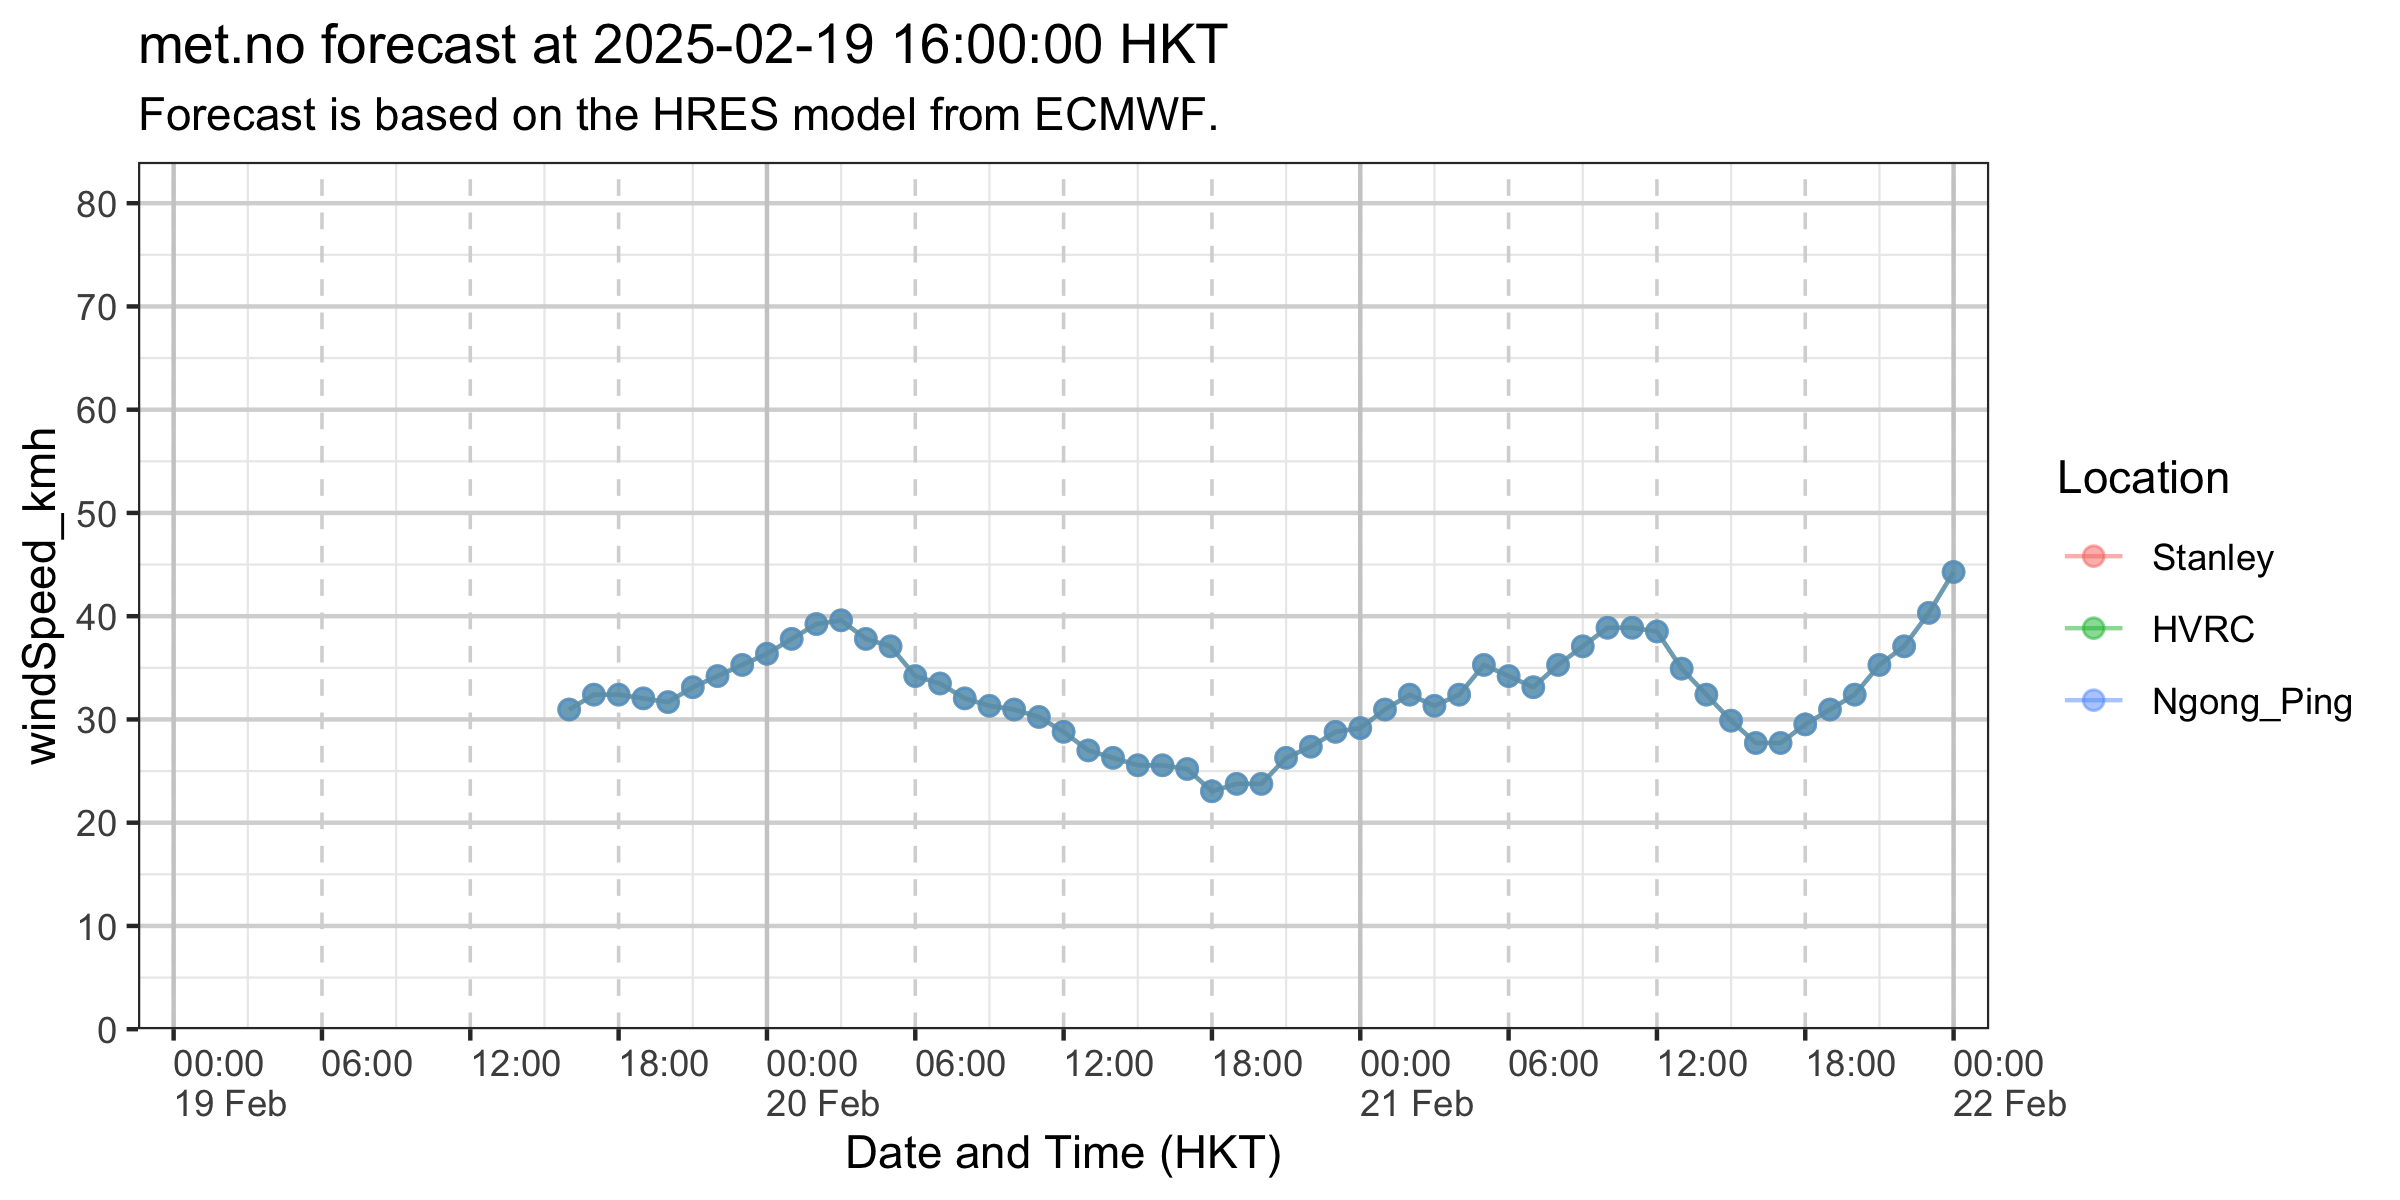 met.no forecast at 2025-02-19 16:00:00 HKT
Forecast is based on the HRES model from ECMWF.
windSpeed_kmh
80
70
60
50
40
30
20
10
0
00:00 06:00 12:00 18:00 00:00 06:00 12:00 18:00 00:00 06:00 12:00 18:00 00:00
19 Feb 20 Feb 21 Feb 22 Feb
Date and Time (HKT)
Location
Stanley
HVRC
Ngong_Ping